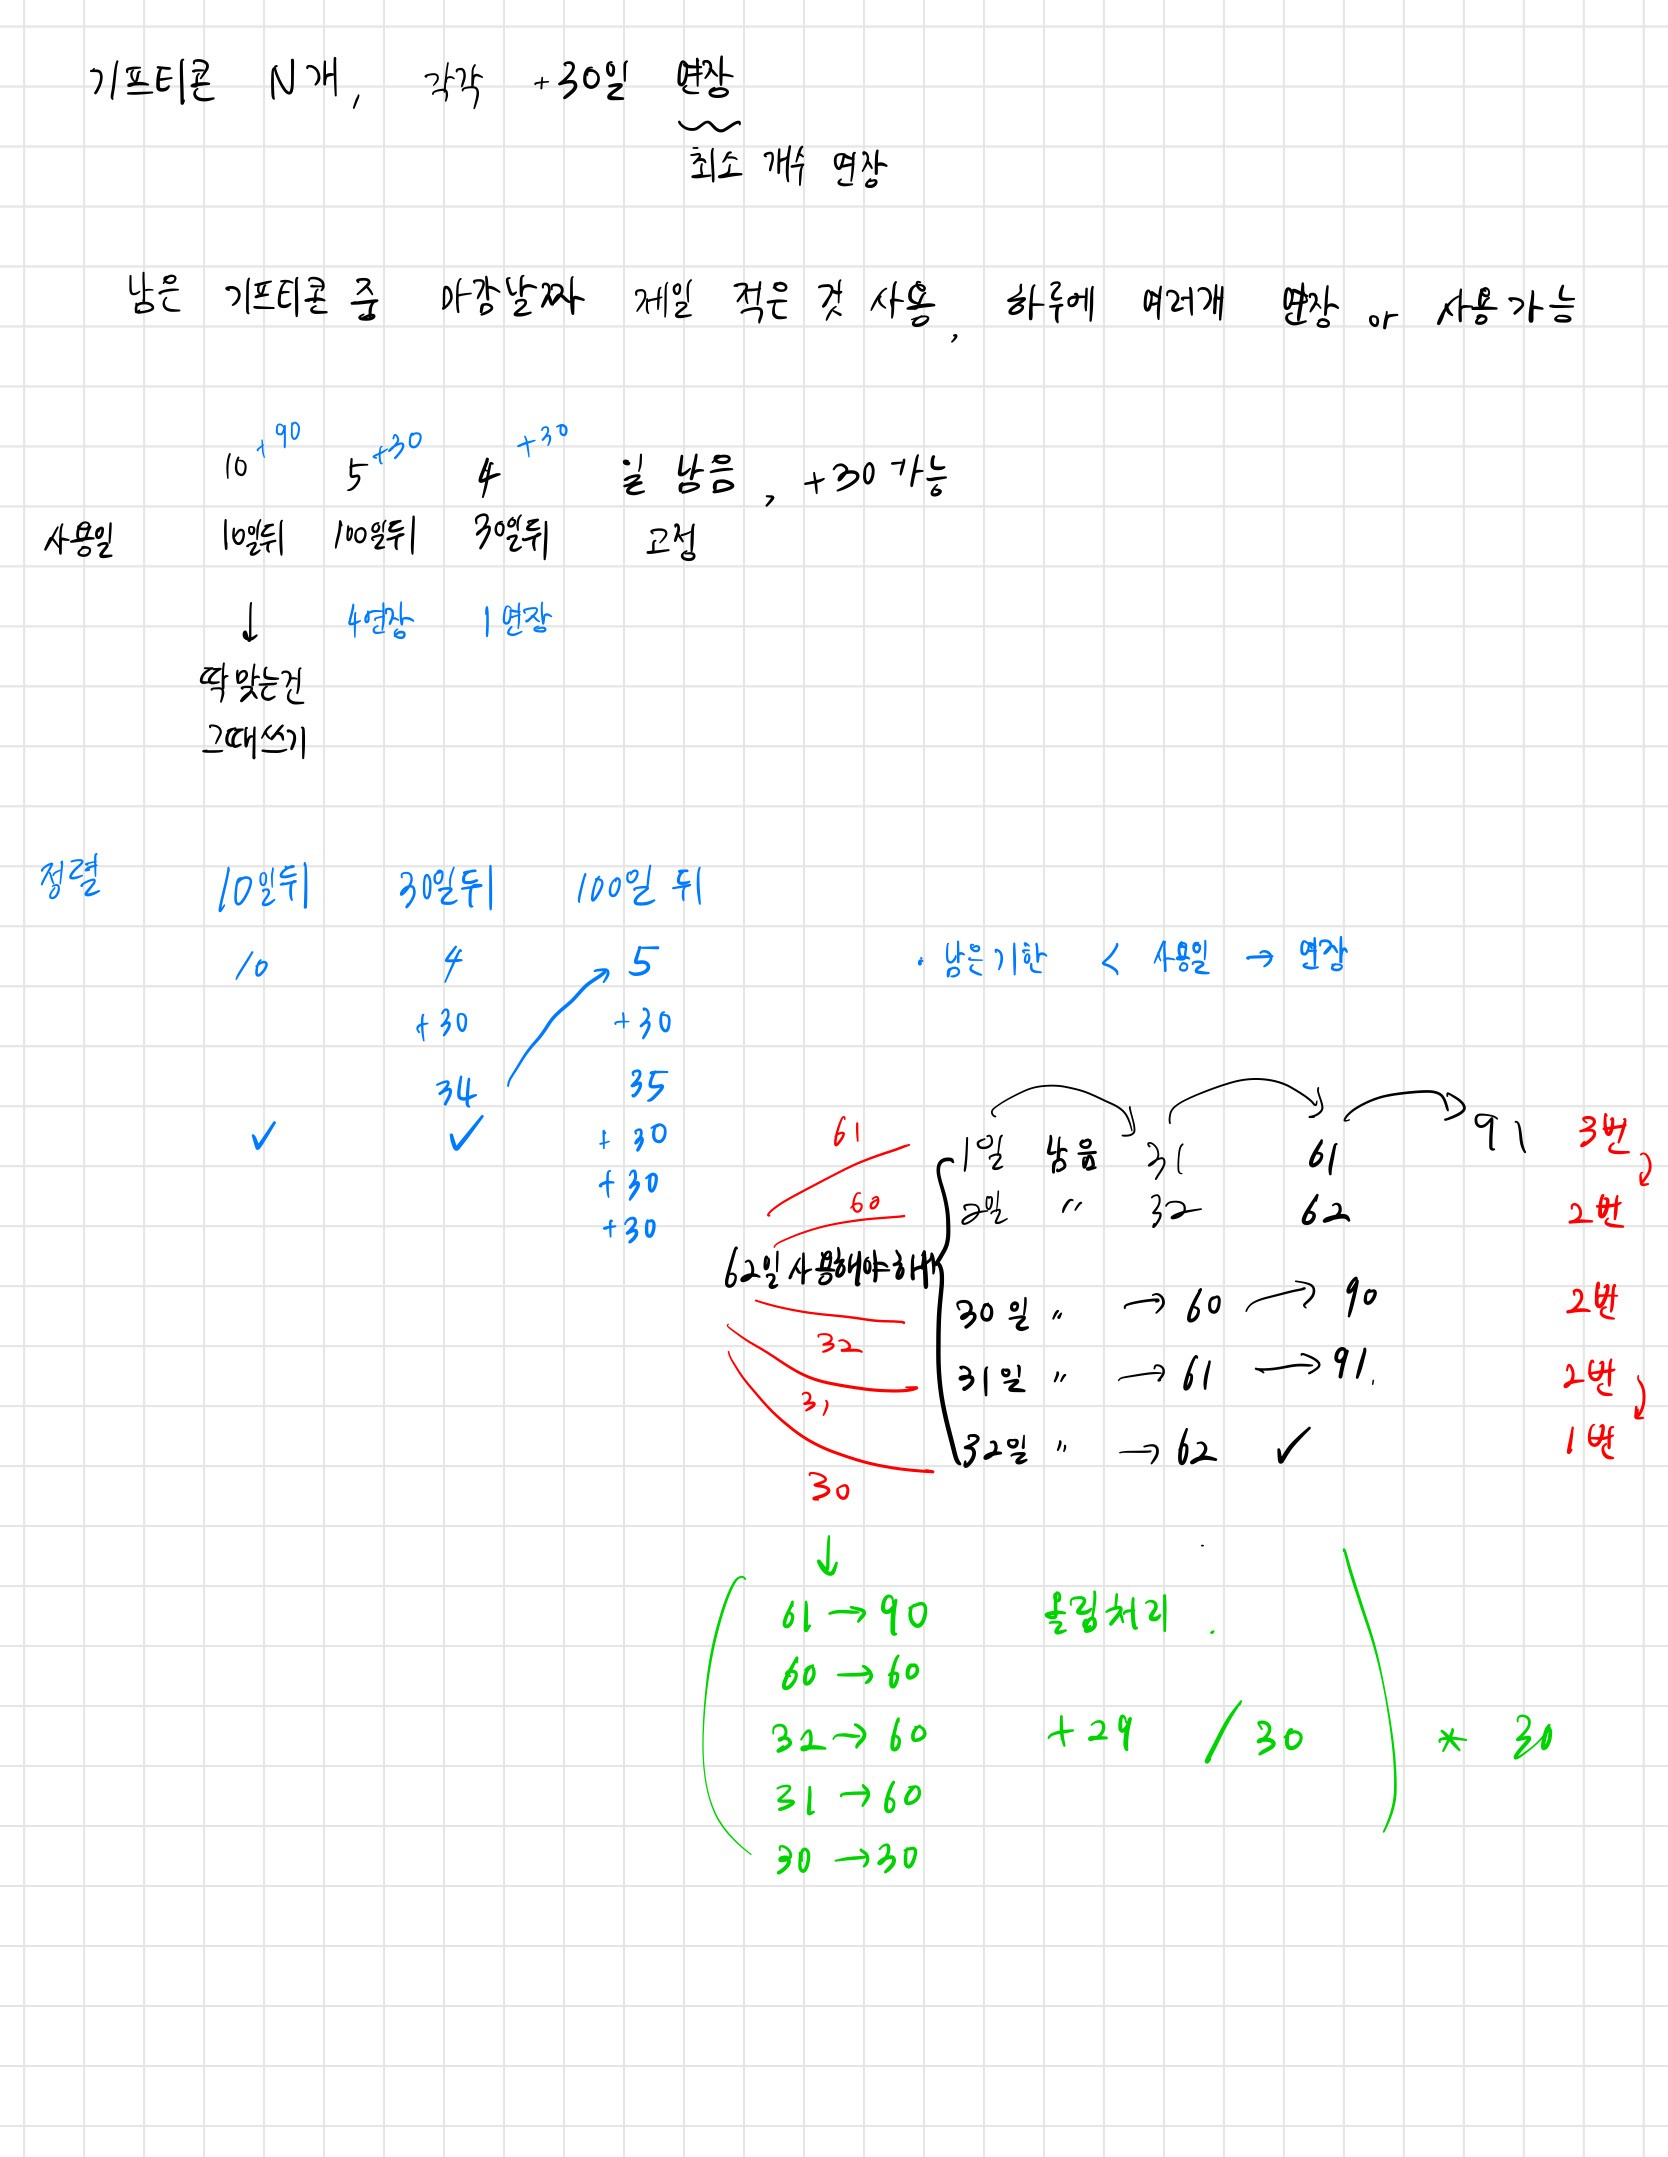 기프티콘 N개, 각각 +30일 연장
최소 개수 연장
남은 기프티콘 중 마감날짜 제일 적은 것 사용, 하루에 여러개 연장 or 사용가능
10 +90 5 +30 4 +30 일 남음, +30 가능
사용일 10일뒤 100일뒤 30일뒤 고정
↓ 4연장 1연장
딱 맞는건
그때쓰기
정렬 10일뒤 30일뒤 100일 뒤
10 4 5 · 남은기한 < 사용일 → 연장
+30 +30
34 35
✓ ✓ +30
+30
+30
61 1일 남음 31 61 91 3번
60 2일 〃 32 62 2번
62일 사용해야해
32 30일 〃 → 60 → 90 2번
31 31일 〃 → 61 → 91. 2번
30 32일 〃 → 62 ✓ 1번
↓
( 61 → 90 올림처리.
60 → 60
32 → 60 +29 / 30 ) * 30
31 → 60
30 → 30